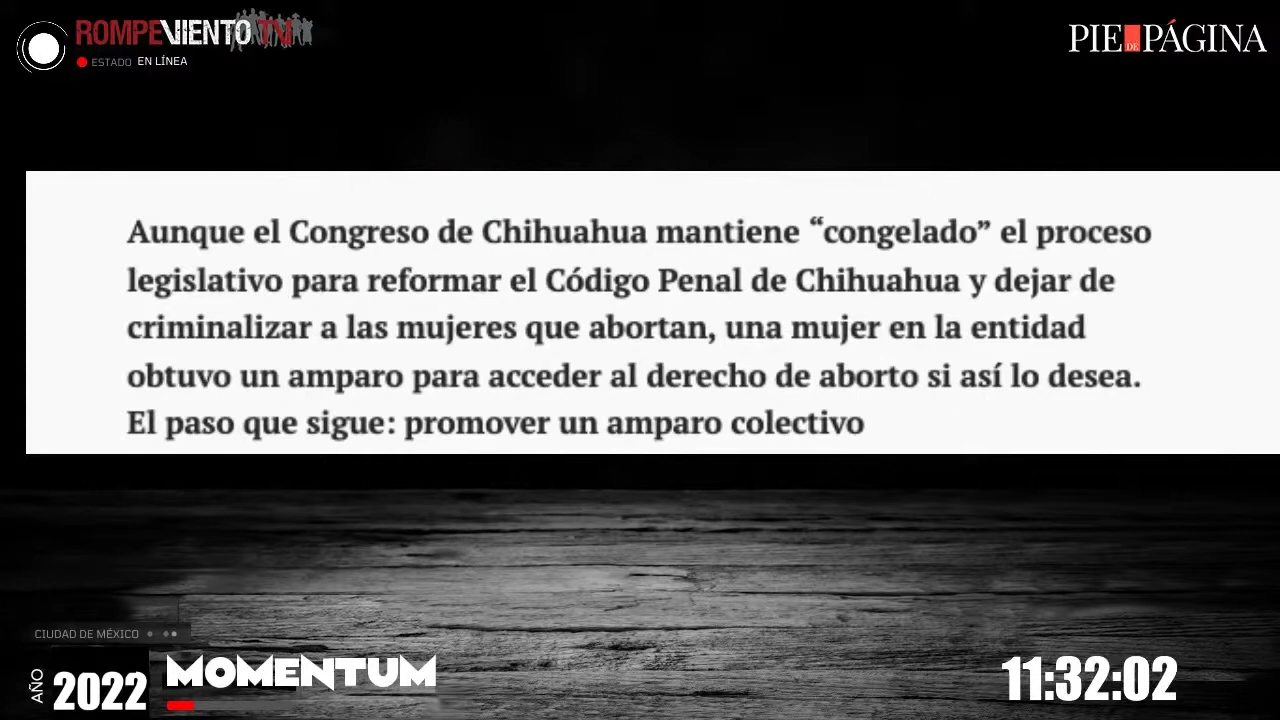 ROMPEVIENTO TV
ESTADO EN LÍNEA
PIE DE PÁGINA
Aunque el Congreso de Chihuahua mantiene “congelado” el proceso
legislativo para reformar el Código Penal de Chihuahua y dejar de
criminalizar a las mujeres que abortan, una mujer en la entidad
obtuvo un amparo para acceder al derecho de aborto si así lo desea.
El paso que sigue: promover un amparo colectivo
CIUDAD DE MÉXICO
AÑO 2022
MOMENTUM
11:32:02